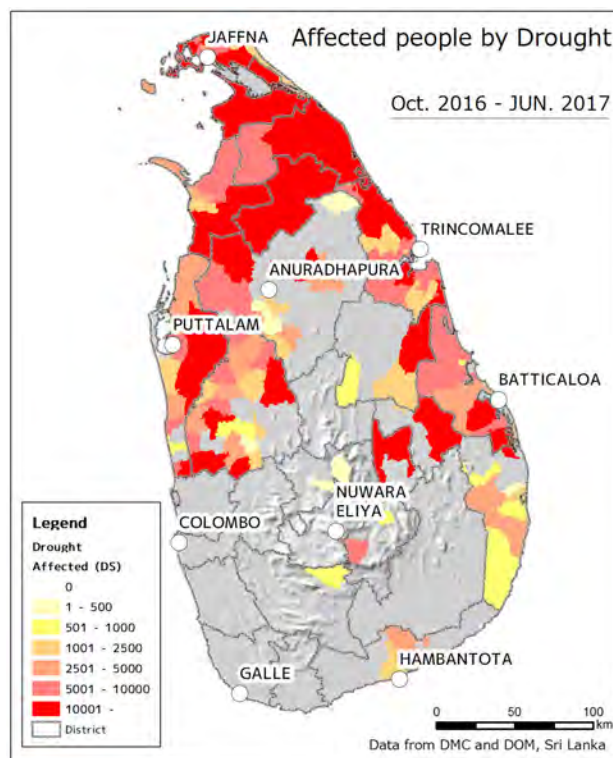 Affected people by Drought
Oct. 2016 - JUN. 2017
JAFFNA
TRINCOMALEE
ANURADHAPURA
PUTTALAM
BATTICALOA
NUWARA
ELIYA
COLOMBO
HAMBANTOTA
GALLE
Legend
Drought
Affected (DS)
0
1 - 500
501 - 1000
1001 - 2500
2501 - 5000
5001 - 10000
10001 -
District
0 50 100
km
Data from DMC and DOM, Sri Lanka